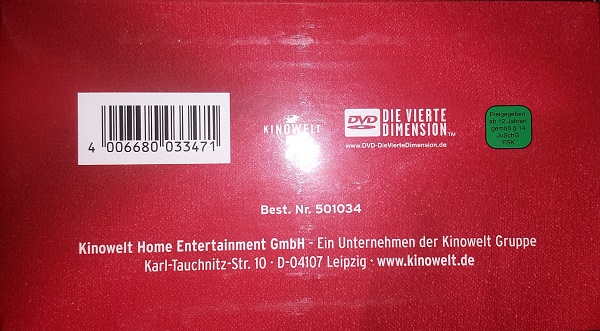 4 006680 033471
KINOWELT
DVD
DIE VIERTE
DIMENSION™
www.DVD-DieVierteDimension.de
Freigegeben
ab 12 Jahren
gemäß § 14
JuSchG
FSK
Best. Nr. 501034
Kinowelt Home Entertainment GmbH - Ein Unternehmen der Kinowelt Gruppe
Karl-Tauchnitz-Str. 10 · D-04107 Leipzig · www.kinowelt.de